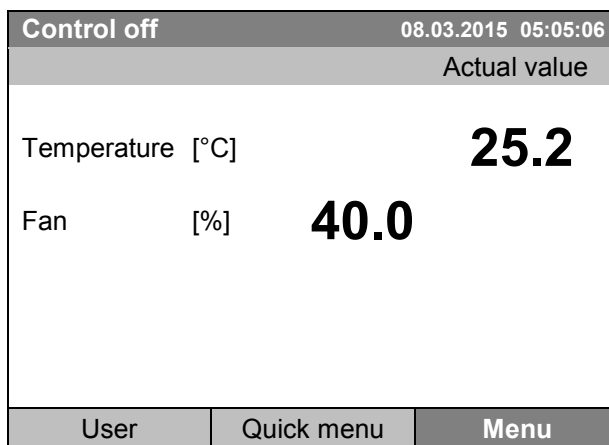 Control off 08.03.2015 05:05:06
Actual value
Temperature [°C] 25.2
Fan [%] 40.0
User Quick menu Menu